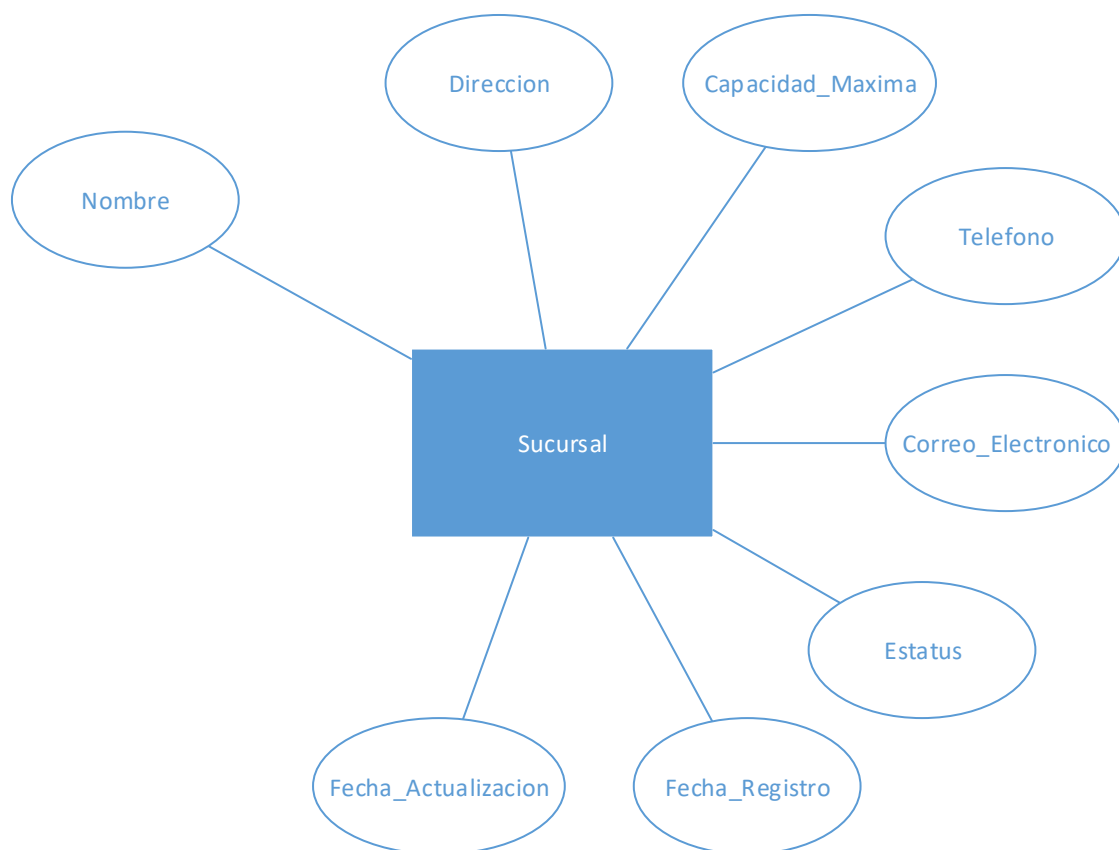 Direccion
Capacidad_Maxima
Nombre
Telefono
Sucursal
Correo_Electronico
Estatus
Fecha_Actualizacion
Fecha_Registro